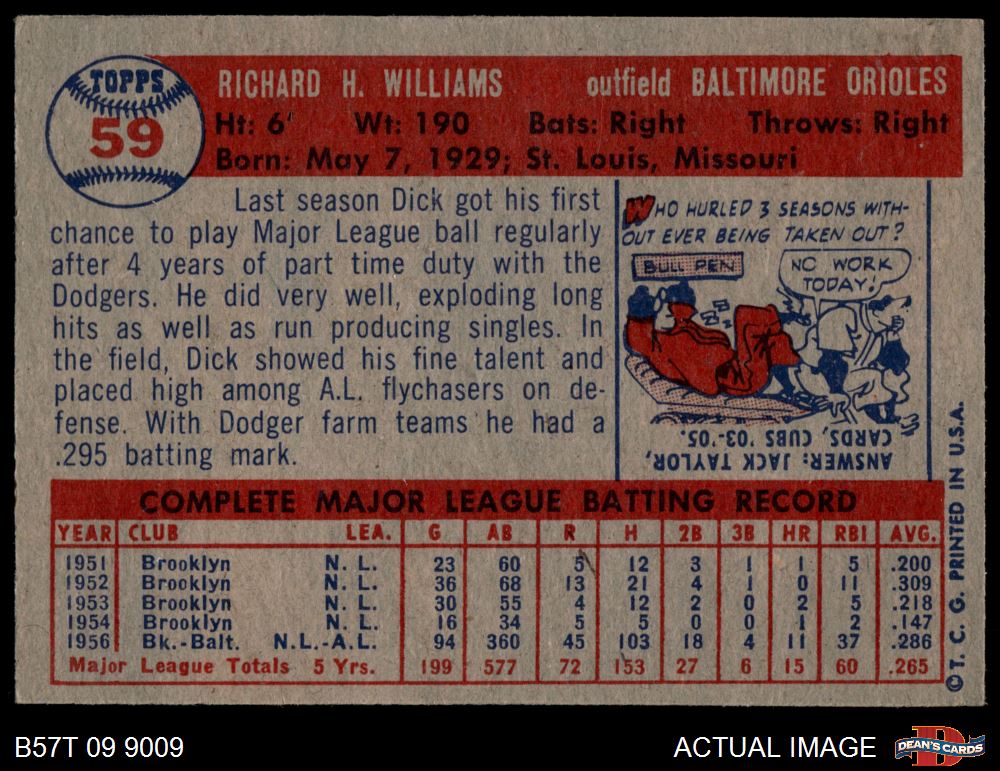 TOPPS
59
RICHARD H. WILLIAMS outfield BALTIMORE ORIOLES
Ht: 6' Wt: 190 Bats: Right Throws: Right
Born: May 7, 1929; St. Louis, Missouri
Last season Dick got his first
chance to play Major League ball regularly
after 4 years of part time duty with the
Dodgers. He did very well, exploding long
hits as well as run producing singles. In
the field, Dick showed his fine talent and
placed high among A.L. flychasers on de-
fense. With Dodger farm teams he had a
.295 batting mark.
WHO HURLED 3 SEASONS WITH-
OUT EVER BEING TAKEN OUT?
BULL PEN
NO WORK
TODAY!
ANSWER: JACK TAYLOR,
CARDS, CUBS '03-'05.
COMPLETE MAJOR LEAGUE BATTING RECORD
YEAR CLUB LEA. G AB R H 2B 3B HR RBI AVG.
1951 Brooklyn N. L. 23 60 5 12 3 1 1 5 .200
1952 Brooklyn N. L. 36 68 13 21 4 1 0 11 .309
1953 Brooklyn N. L. 30 55 4 12 2 0 2 5 .218
1954 Brooklyn N. L. 16 34 5 5 0 0 1 2 .147
1956 Bk.-Balt. N.L.-A.L. 94 360 45 103 18 4 11 37 .286
Major League Totals 5 Yrs. 199 577 72 153 27 6 15 60 .265
© T. C. G. PRINTED IN U.S.A.
B57T 09 9009
ACTUAL IMAGE
DEAN'S CARDS